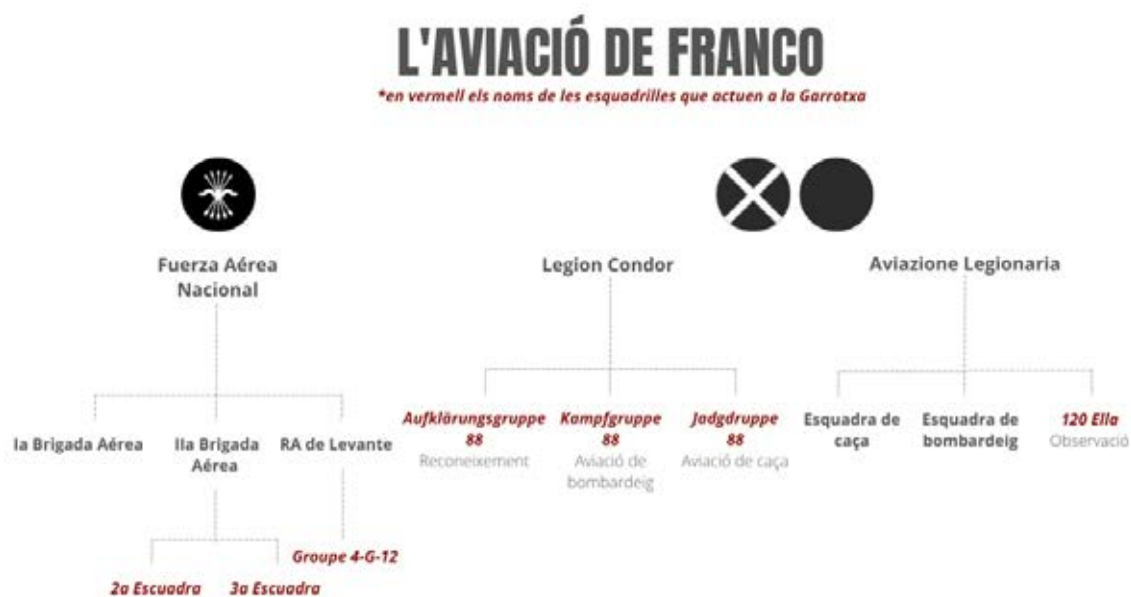 L'AVIACIÓ DE FRANCO
*en vermell els noms de les esquadrilles que actuen a la Garrotxa
Fuerza Aérea
Nacional
Legion Condor
Aviazione Legionaria
Ia Brigada Aérea
IIa Brigada
Aérea
RA de Levante
Aufklärungsgruppe
88
Reconeixement
Kampfgruppe
88
Aviació de
bombardeig
Jadgdruppe
88
Aviació de caça
Esquadra de
caça
Esquadra de
bombardeig
120 Ella
Observació
2a Escuadra
3a Escuadra
Groupe 4-G-12